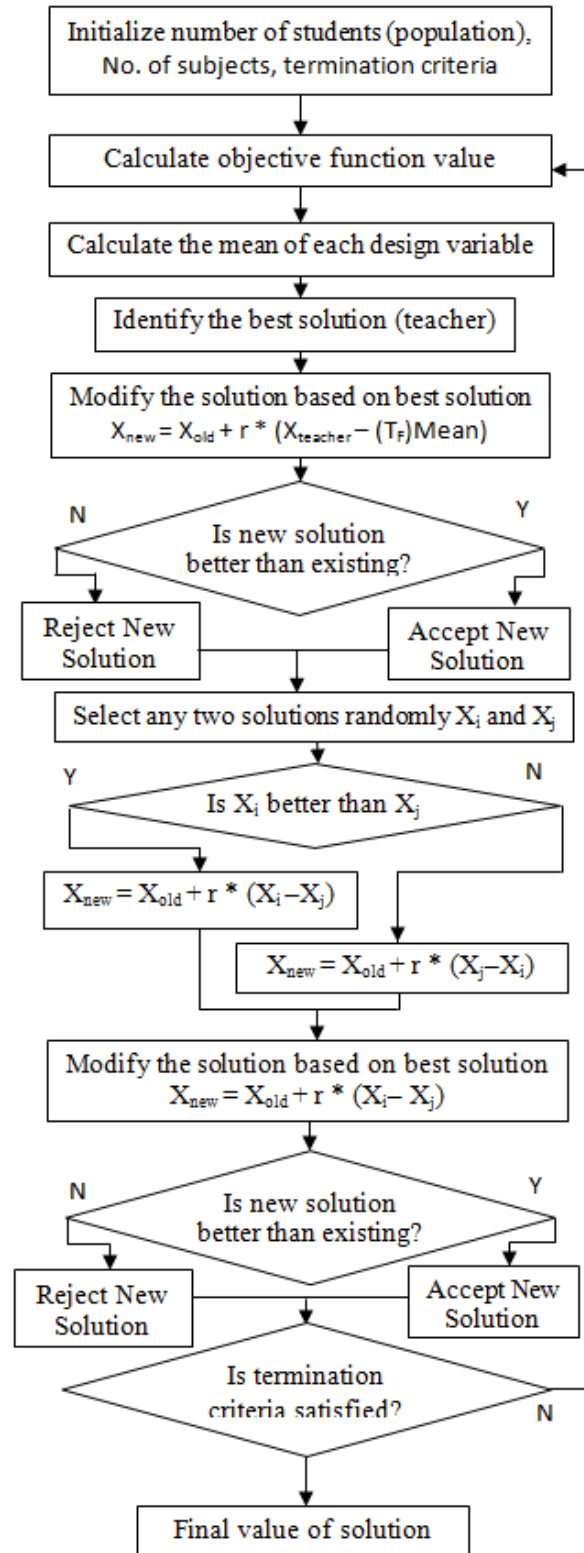 Initialize number of students (population),
No. of subjects, termination criteria
Calculate objective function value
Calculate the mean of each design variable
Identify the best solution (teacher)
Modify the solution based on best solution
Xnew = Xold + r * (Xteacher – (TF)Mean)
N
Y
Is new solution
better than existing?
Reject New
Solution
Accept New
Solution
Select any two solutions randomly Xi and Xj
Y
N
Is Xi better than Xj
Xnew = Xold + r * (Xi–Xj)
Xnew = Xold + r * (Xj–Xi)
Modify the solution based on best solution
Xnew = Xold + r * (Xi– Xj)
N
Y
Is new solution
better than existing?
Reject New
Solution
Accept New
Solution
Is termination
criteria satisfied?
N
Final value of solution